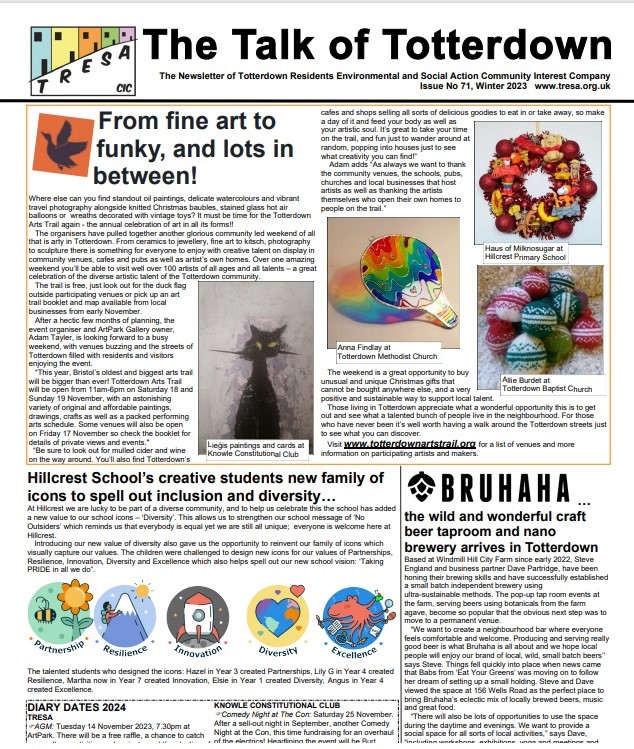 TRESA
CIC
The Talk of Totterdown
The Newsletter of Totterdown Residents Environmental and Social Action Community Interest Company
Issue No 71, Winter 2023 www.tresa.org.uk
From fine art to
funky, and lots in
between!
Where else can you find standout oil paintings, delicate watercolours and vibrant
travel photography alongside knitted Christmas baubles, stained glass hot air
balloons or wreaths decorated with vintage toys? It must be time for the Totterdown
Arts Trail again - the annual celebration of art in all its forms!!
The organisers have pulled together another glorious community led weekend of all
that is arty in Totterdown. From ceramics to jewellery, fine art to kitsch, photography
to sculpture there is something for everyone to enjoy with creative talent on display in
community venues, cafes and pubs as well as artist's own homes. Over one amazing
weekend you'll be able to visit well over 100 artists of all ages and all talents – a great
celebration of the diverse artistic talent of the Totterdown community.
The trail is free, just look out for the duck flag
outside participating venues or pick up an art
trail booklet and map available from local
businesses from early November.
After a hectic few months of planning, the
event organiser and ArtPark Gallery owner,
Adam Tayler, is looking forward to a busy
weekend, with venues buzzing and the streets of
Totterdown filled with residents and visitors
enjoying the event.
"This year, Bristol's oldest and biggest arts trail
will be bigger than ever! Totterdown Arts Trail
will be open from 11am-6pm on Saturday 18 and
Sunday 19 November, with an astonishing
variety of original and affordable paintings,
drawings, crafts as well as a packed performing
arts schedule. Some venues will also be open
on Friday 17 November so check the booklet for
details of private views and events."
"Be sure to look out for mulled cider and wine
on the way around. You'll also find Totterdown's
Liegis paintings and cards at
Knowle Constitutional Club
cafes and shops selling all sorts of delicious goodies to eat in or take away, so make
a day of it and feed your body as well as
your artistic soul. It's great to take your time
on the trail, and fun just to wander around at
random, popping into houses just to see
what creativity you can find!"
Adam adds "As always we want to thank
the community venues, the schools, pubs,
churches and local businesses that host
artists as well as thanking the artists
themselves who open their own homes to
people on the trail."
Haus of Milknosugar at
Hillcrest Primary School
Anna Findlay at
Totterdown Methodist Church
Allie Burdet at
Totterdown Baptist Church
The weekend is a great opportunity to buy
unusual and unique Christmas gifts that
cannot be bought anywhere else, and a very
positive and sustainable way to support local talent.
Those living in Totterdown appreciate what a wonderful opportunity this is to get
out and see what a talented bunch of people live in the neighbourhood. For those
who have never been it's well worth having a walk around the Totterdown streets just
to see what you can discover.
Visit www.totterdownartstrail.org for a list of venues and more
information on participating artists and makers.
Hillcrest School's creative students new family of
icons to spell out inclusion and diversity…
At Hillcrest we are lucky to be part of a diverse community, and to help us celebrate this the school has added a
new value to our school icons – 'Diversity'. This allows us to strengthen our school message of 'No
Outsiders' which reminds us that everybody is equal yet we are still all unique; everyone is welcome here at
Hillcrest.
Introducing our new value of diversity also gave us the opportunity to reinvent our family of icons which
visually capture our values. The children were challenged to design new icons for our values of Partnership,
Resilience, Innovation, Diversity and Excellence which also helps spell out our new school vision: 'Taking
PRIDE in all we do'.
Partnership
Resilience
Innovation
Diversity
Excellence
The talented students who designed the icons: Hazel in Year 3 created Partnerships, Lily G in Year 4 created
Resilience, Martha now in Year 7 created Innovation, Elsie in Year 1 created Diversity, Angus in Year 4
created Excellence.
DIARY DATES 2024
TRESA
AGM: Tuesday 14 November 2023, 7.30pm at
ArtPark. There will be a free raffle, a chance to catch
KNOWLE CONSTITUTIONAL CLUB
Comedy Night at The Con: Saturday 25 November.
After a sell-out night in September another Comedy
Night at the Con, this time fundraising for an overhaul
of the electrics! Headlining the event will be Burt
BRUHAHA ...
the wild and wonderful craft
beer taproom and nano
brewery arrives in Totterdown
Based at Windmill Hill City Farm since early 2022, Steve
England and business partner Dave Partridge, have been
honing their brewing skills and have successfully established
a small batch independent brewery using
ultra-sustainable methods. The pop-up tap room events at
the farm, serving beers using botanicals from the farm
agave, become so popular that the obvious next step was to
move to a permanent venue.
"We want to create a neighbourhood bar where everyone
feels comfortable and welcome. Producing and serving really
good beer is what Bruhaha is all about and we hope local
people will enjoy our brand of local, wild, small batch beers"
says Steve. Things fell quickly into place when news came
that Babs from 'Eat Your Greens' was moving on to follow
her dream of setting up a small holding. Steve and Dave
viewed the space at 156 Wells Road as the perfect place to
bring Bruhaha's eclectic mix of locally brewed beers, music
and great food.
"There will also be lots of opportunities to use the space
during the daytime and evenings. We want to provide a
social space for all sorts of local activities," says Dave,